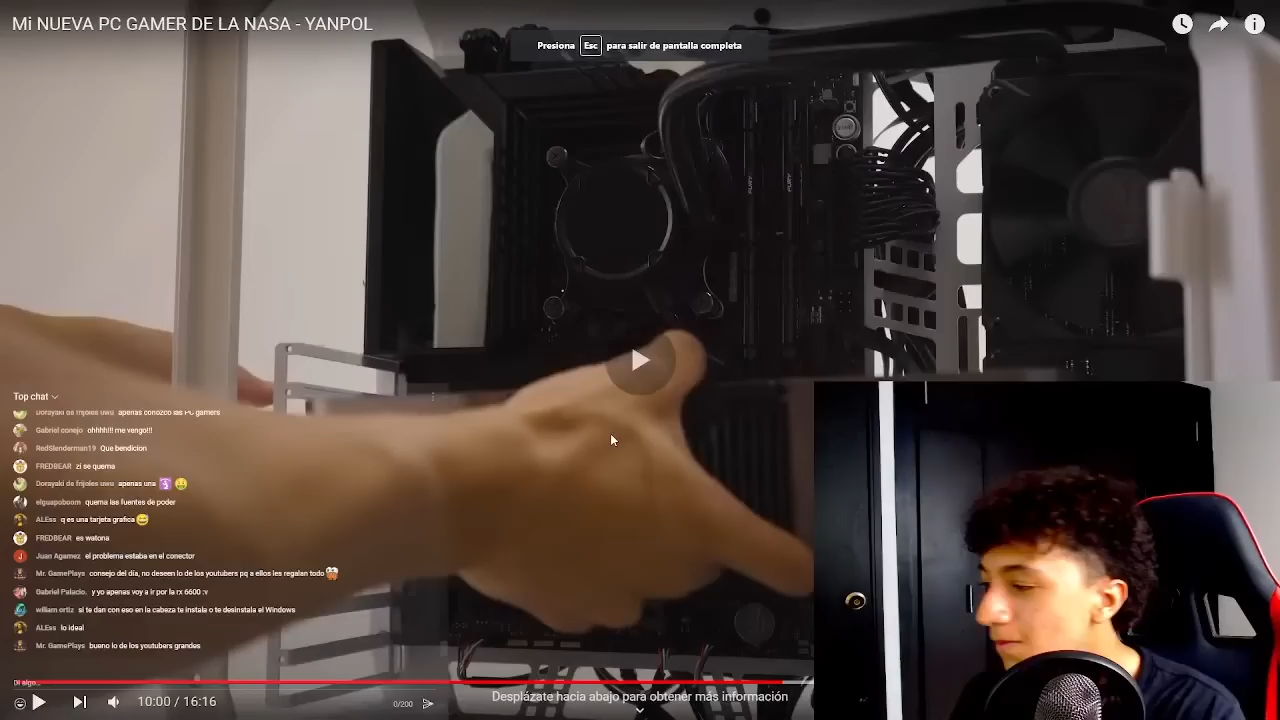 Mi NUEVA PC GAMER DE LA NASA - YANPOL
Presiona Esc para salir de pantalla completa
FURY
FURY
Top chat
Dorayaki de frijoles uwu apenas conozco las PC gamers
Gabriel conejo ohhhh!!! me vengo!!!
RedSlenderman19 Que bendicion
FREDBEAR zi se quema
Dorayaki de frijoles uwu apenas una
elguapoboom quema las fuentes de poder
ALEss q es una tarjeta grafica
FREDBEAR es watona
Juan Agamez el problema estaba en el conector
Mr. GamePlays consejo del día, no deseen lo de los youtubers pq a ellos les regalan todo
Gabriel Palacio. y yo apenas voy a ir por la rx 6600 :v
william ortiz si te dan con eso en la cabeza te instala o te desinstala el Windows
ALEss lo ideal
Mr. GamePlays bueno lo de los youtubers grandes
Di algo...
10:00 / 16:16
0/200
Desplázate hacia abajo para obtener más información